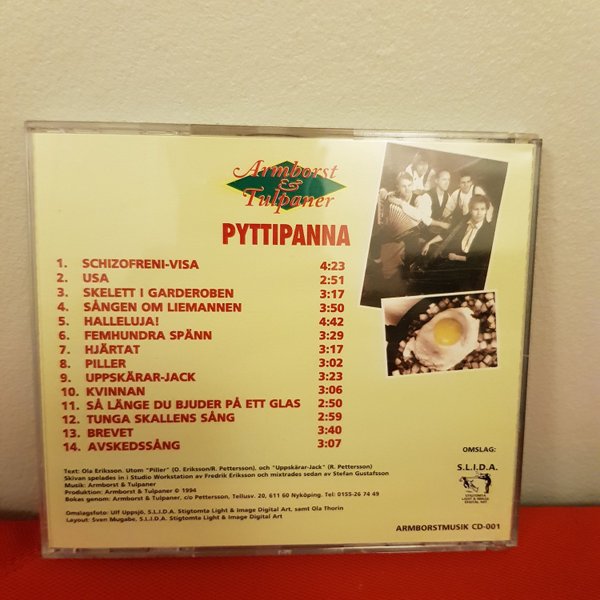 Armborst
&
Tulpaner
PYTTIPANNA
1. SCHIZOFRENI-VISA 4:23
2. USA 2:51
3. SKELETT I GARDEROBEN 3:17
4. SÅNGEN OM LIEMANNEN 3:50
5. HALLELUJA! 4:42
6. FEMHUNDRA SPÄNN 3:29
7. HJÄRTAT 3:17
8. PILLER 3:02
9. UPPSKÄRAR-JACK 3:23
10. KVINNAN 3:06
11. SÅ LÄNGE DU BJUDER PÅ ETT GLAS 2:50
12. TUNGA SKALLENS SÅNG 2:59
13. BREVET 3:40
14. AVSKEDSSÅNG 3:07
Text: Ola Eriksson. Utom "Piller" (O. Eriksson/R. Pettersson), och "Uppskärar-Jack" (R. Pettersson)
Skivan spelades in i Studio Workstation av Fredrik Eriksson och mixtrades sedan av Stefan Gustafsson
Musik: Armborst & Tulpaner
Produktion: Armborst & Tulpaner © 1994
Bokas genom: Armborst & Tulpaner, c/o Pettersson, Tellusv. 20, 611 60 Nyköping. Tel: 0155-26 74 49
Omslagsfoto: Ulf Uppsjö, S.L.I.D.A. Stigtomta Light & Image Digital Art, samt Ola Thorin
Layout: Sven Mugabe, S.L.I.D.A. Stigtomta Light & Image Digital Art
OMSLAG:
S.L.I.D.A.
STIGTOMTA
LIGHT & IMAGE
DIGITAL ART
ARMBORSTMUSIK CD-001